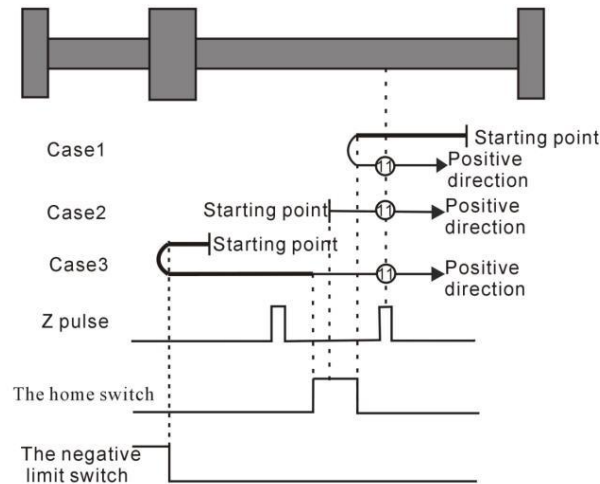 Case1
Starting point
11
Positive
direction
Case2
Starting point
11
Positive
direction
Case3
Starting point
11
Positive
direction
Z pulse
The home switch
The negative
limit switch